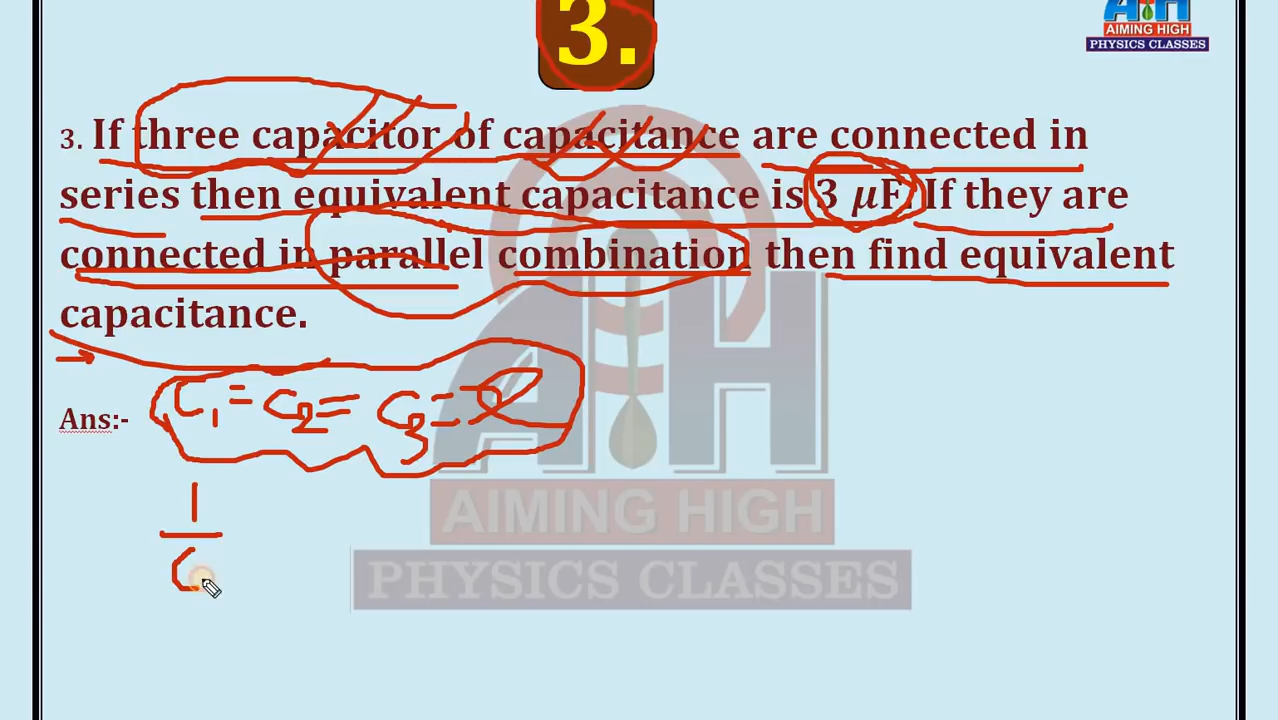 3.
AIMING HIGH
PHYSICS CLASSES
3. If three capacitor of capacitance are connected in
series then equivalent capacitance is 3 μF. If they are
connected in parallel combination then find equivalent
capacitance.
Ans:-
C₁ = C₂ = C₃ =
1
C
AIMING HIGH
PHYSICS CLASSES